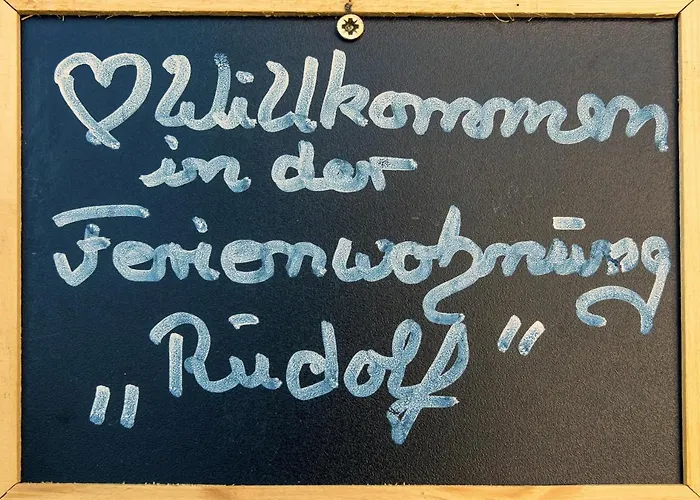 ♡ Willkommen
in der
Ferienwohnung
„Rudolf"